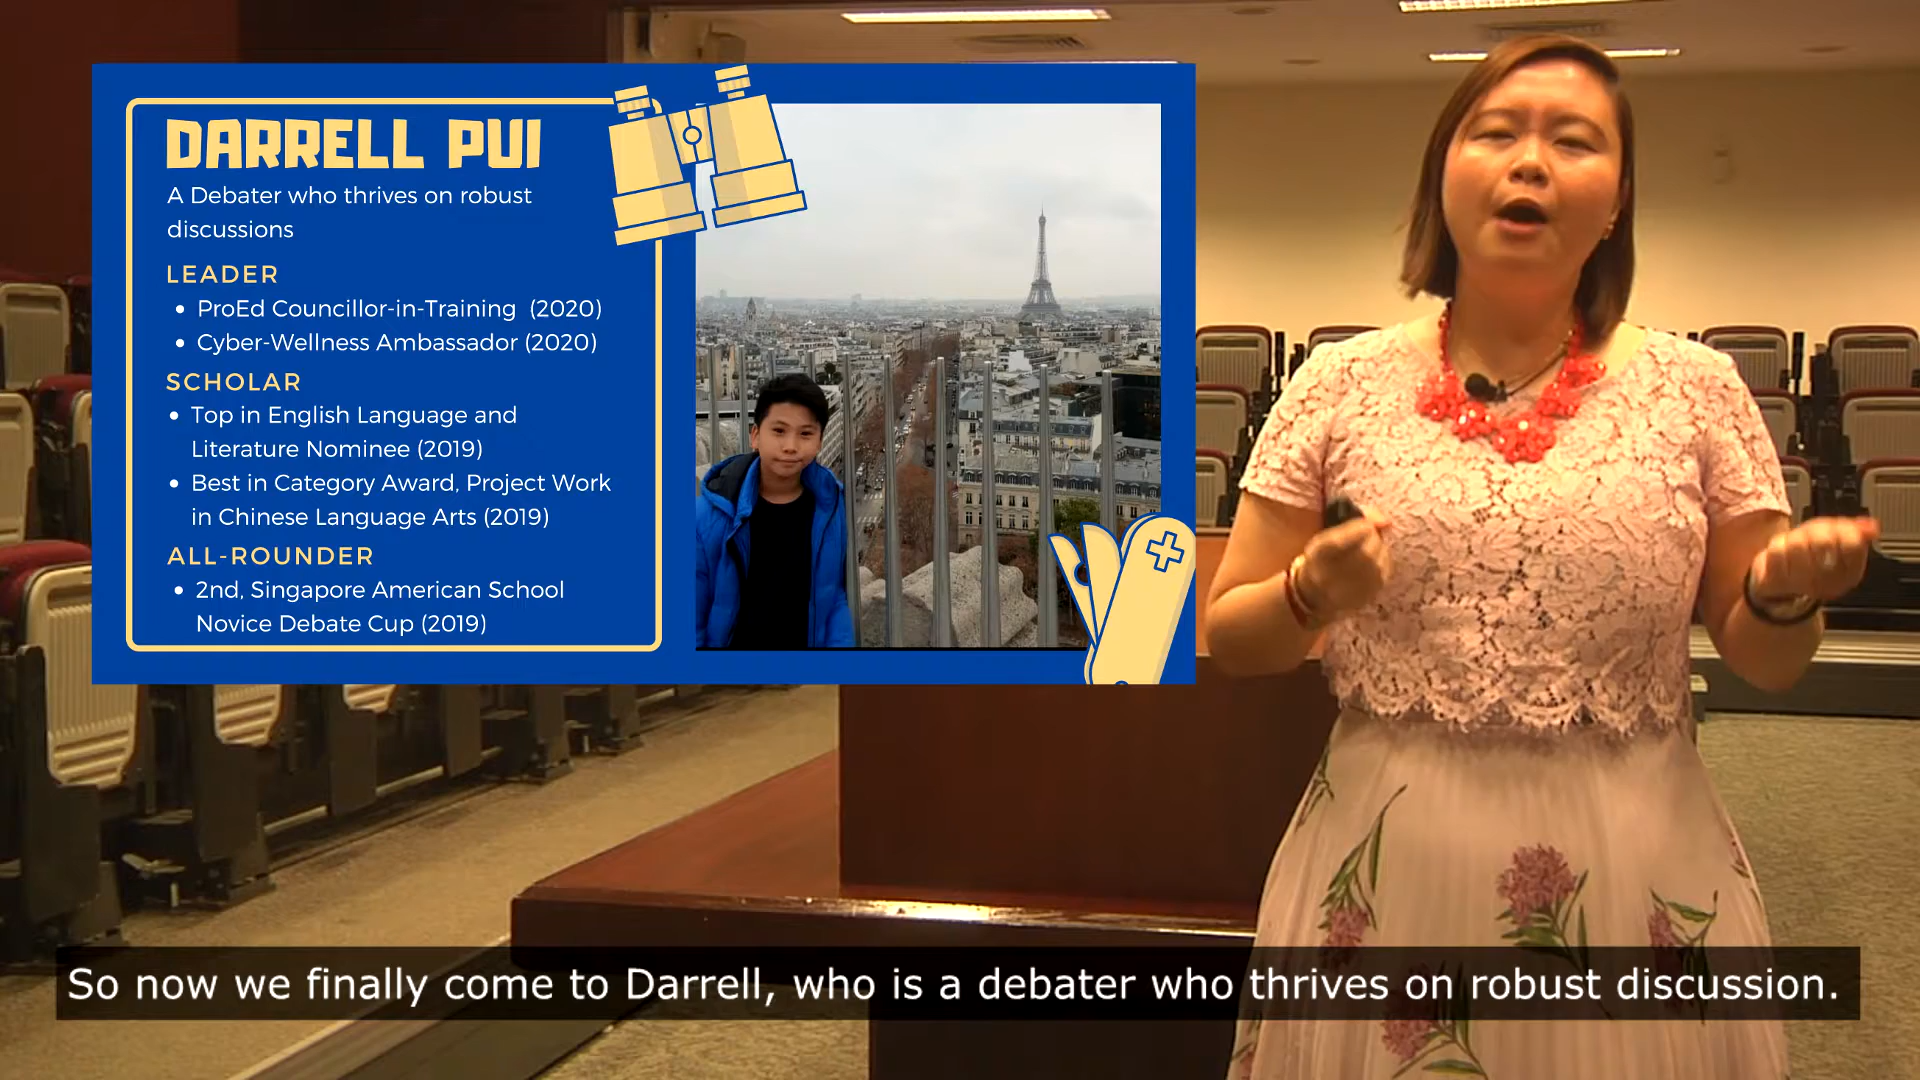 DARRELL PUI
A Debater who thrives on robust
discussions
LEADER
• ProEd Councillor-in-Training (2020)
• Cyber-Wellness Ambassador (2020)
SCHOLAR
• Top in English Language and
Literature Nominee (2019)
• Best in Category Award, Project Work
in Chinese Language Arts (2019)
ALL-ROUNDER
• 2nd, Singapore American School
Novice Debate Cup (2019)
So now we finally come to Darrell, who is a debater who thrives on robust discussion.